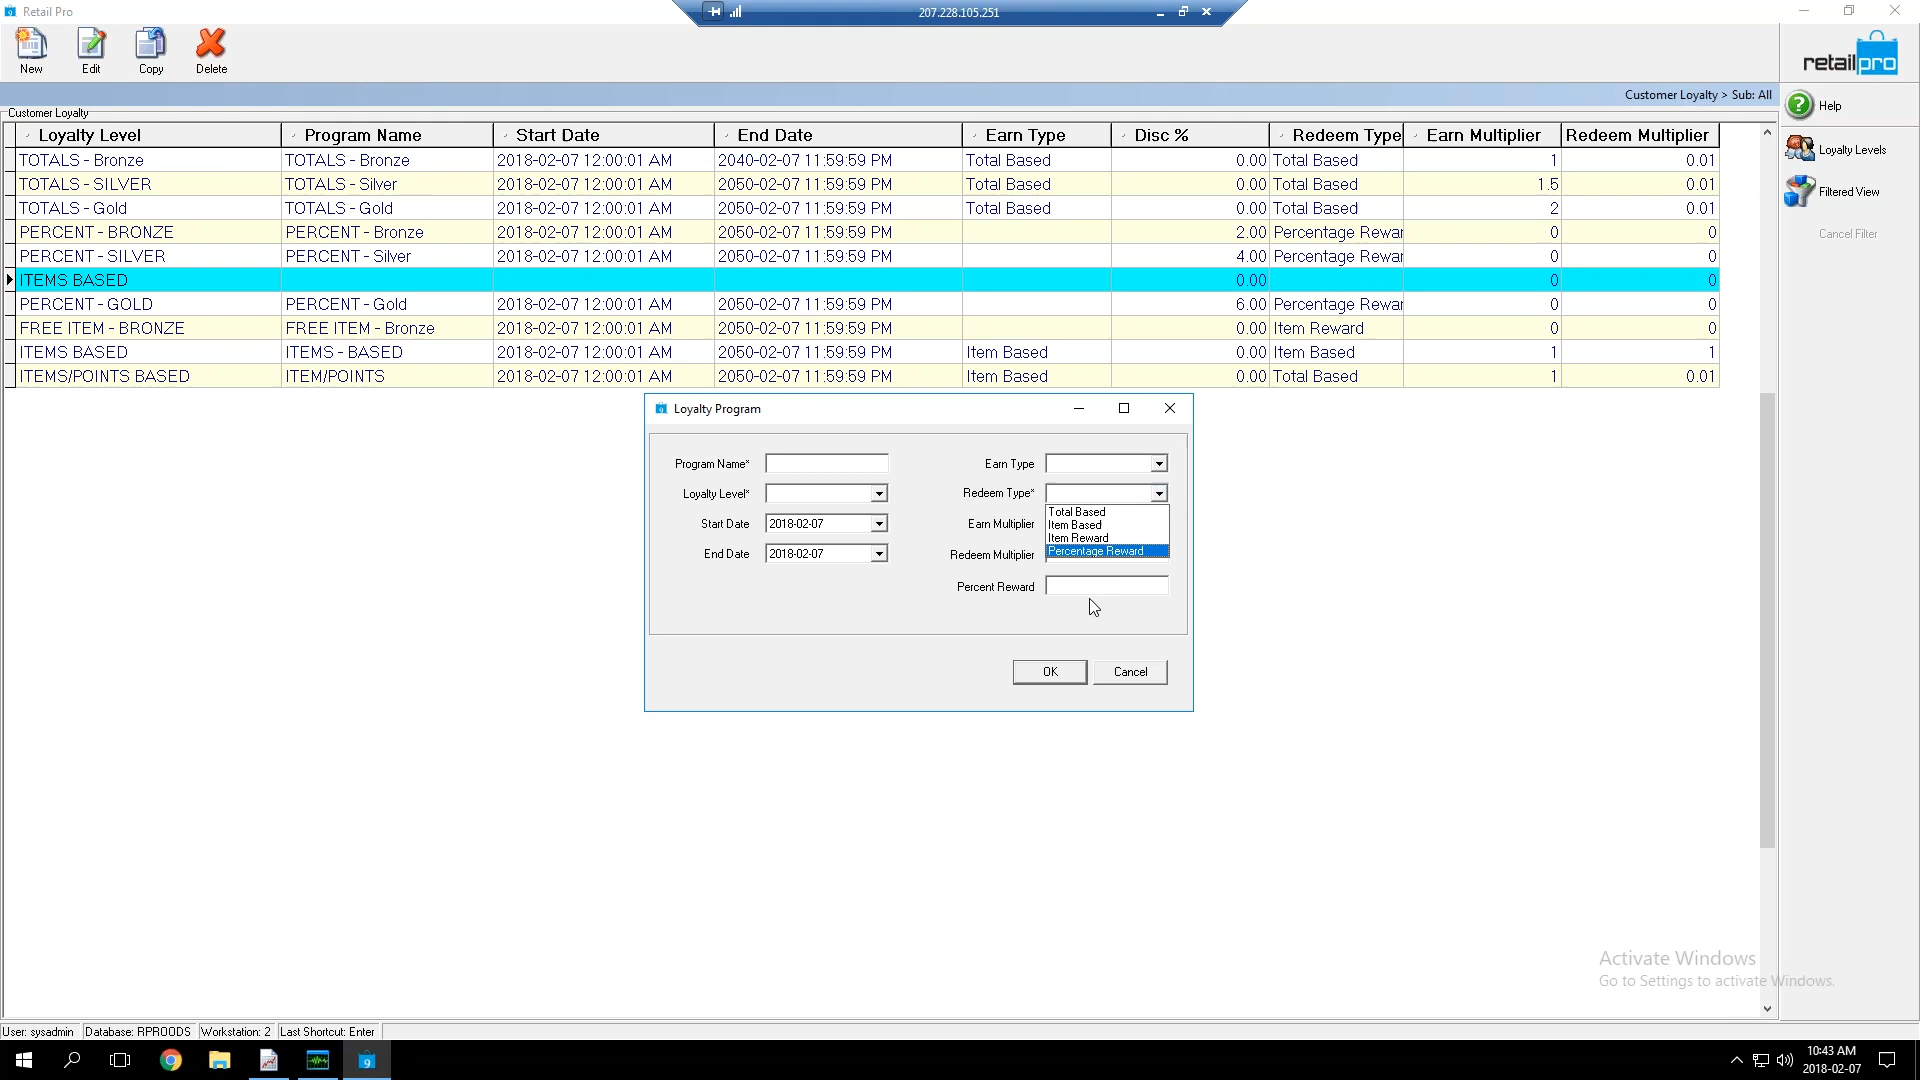 Retail Pro
207.228.105.251
New
Edit
Copy
Delete
retailpro
Customer Loyalty > Sub: All
Customer Loyalty
Loyalty Level Program Name Start Date End Date Earn Type Disc % Redeem Type Earn Multiplier Redeem Multiplier
TOTALS - Bronze TOTALS - Bronze 2018-02-07 12:00:01 AM 2040-02-07 11:59:59 PM Total Based 0.00 Total Based 1 0.01
TOTALS - SILVER TOTALS - Silver 2018-02-07 12:00:01 AM 2050-02-07 11:59:59 PM Total Based 0.00 Total Based 1.5 0.01
TOTALS - Gold TOTALS - Gold 2018-02-07 12:00:01 AM 2050-02-07 11:59:59 PM Total Based 0.00 Total Based 2 0.01
PERCENT - BRONZE PERCENT - Bronze 2018-02-07 12:00:01 AM 2050-02-07 11:59:59 PM 2.00 Percentage Rewar 0 0
PERCENT - SILVER PERCENT - Silver 2018-02-07 12:00:01 AM 2050-02-07 11:59:59 PM 4.00 Percentage Rewar 0 0
ITEMS BASED 0.00 0 0
PERCENT - GOLD PERCENT - Gold 2018-02-07 12:00:01 AM 2050-02-07 11:59:59 PM 6.00 Percentage Rewar 0 0
FREE ITEM - BRONZE FREE ITEM - Bronze 2018-02-07 12:00:01 AM 2050-02-07 11:59:59 PM 0.00 Item Reward 0 0
ITEMS BASED ITEMS - BASED 2018-02-07 12:00:01 AM 2050-02-07 11:59:59 PM Item Based 0.00 Item Based 1 1
ITEMS/POINTS BASED ITEM/POINTS 2018-02-07 12:00:01 AM 2050-02-07 11:59:59 PM Item Based 0.00 Total Based 1 0.01
Help
Loyalty Levels
Filtered View
Cancel Filter
Loyalty Program
Program Name*
Loyalty Level*
Start Date 2018-02-07
End Date 2018-02-07
Earn Type
Redeem Type*
Total Based
Item Based
Item Reward
Percentage Reward
Earn Multiplier
Redeem Multiplier
Percent Reward
OK
Cancel
Activate Windows
Go to Settings to activate Windows.
User: sysadmin Database: RPROODS Workstation: 2 Last Shortcut: Enter
9
10:43 AM
2018-02-07